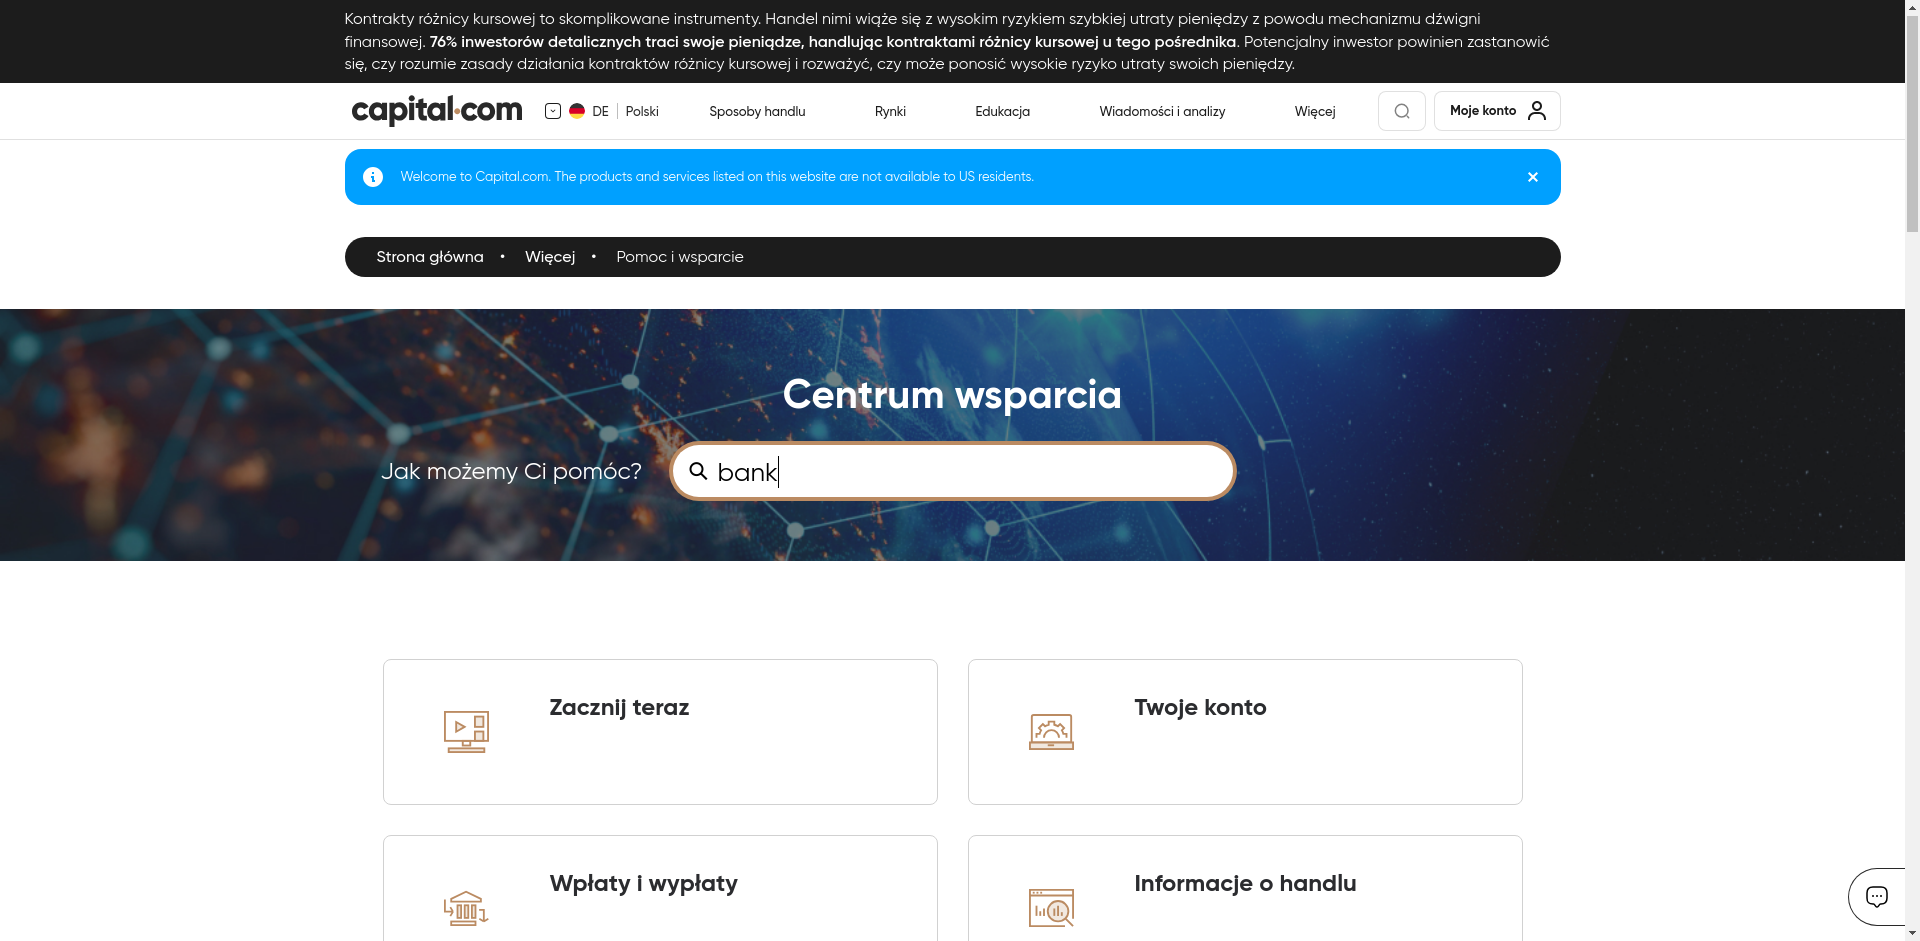 Kontrakty różnicy kursowej to skomplikowane instrumenty. Handel nimi wiąże się z wysokim ryzykiem szybkiej utraty pieniędzy z powodu mechanizmu dźwigni
finansowej. 76% inwestorów detalicznych traci swoje pieniądze, handlując kontraktami różnicy kursowej u tego pośrednika. Potencjalny inwestor powinien zastanowić
się, czy rozumie zasady działania kontraktów różnicy kursowej i rozważyć, czy może ponosić wysokie ryzyko utraty swoich pieniędzy.
capital.com DE Polski Sposoby handlu Rynki Edukacja Wiadomości i analizy Więcej Moje konto
Welcome to Capital.com. The products and services listed on this website are not available to US residents.
Strona główna • Więcej • Pomoc i wsparcie
Centrum wsparcia
Jak możemy Ci pomóc? bank
Zacznij teraz
Twoje konto
Wpłaty i wypłaty
Informacje o handlu